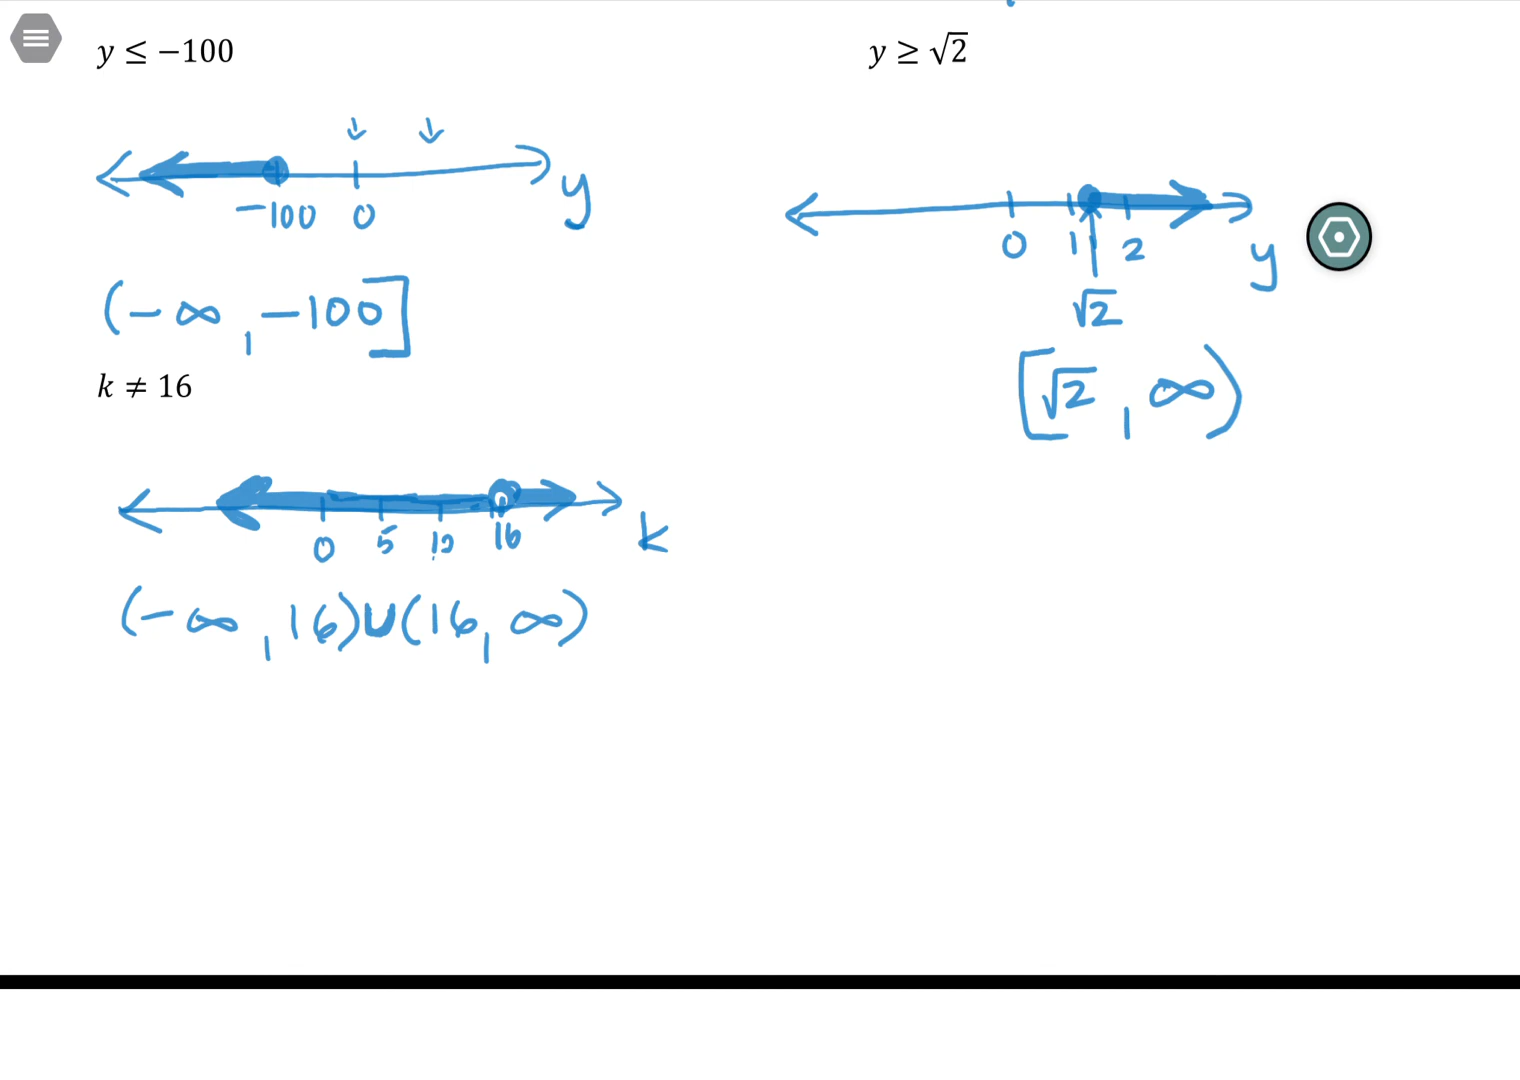 y ≤ −100
−100 0 y
(−∞, −100]
y ≥ √2
0 1 2 y
√2
[√2, ∞)
k ≠ 16
0 5 10 16 k
(−∞, 16)∪(16, ∞)